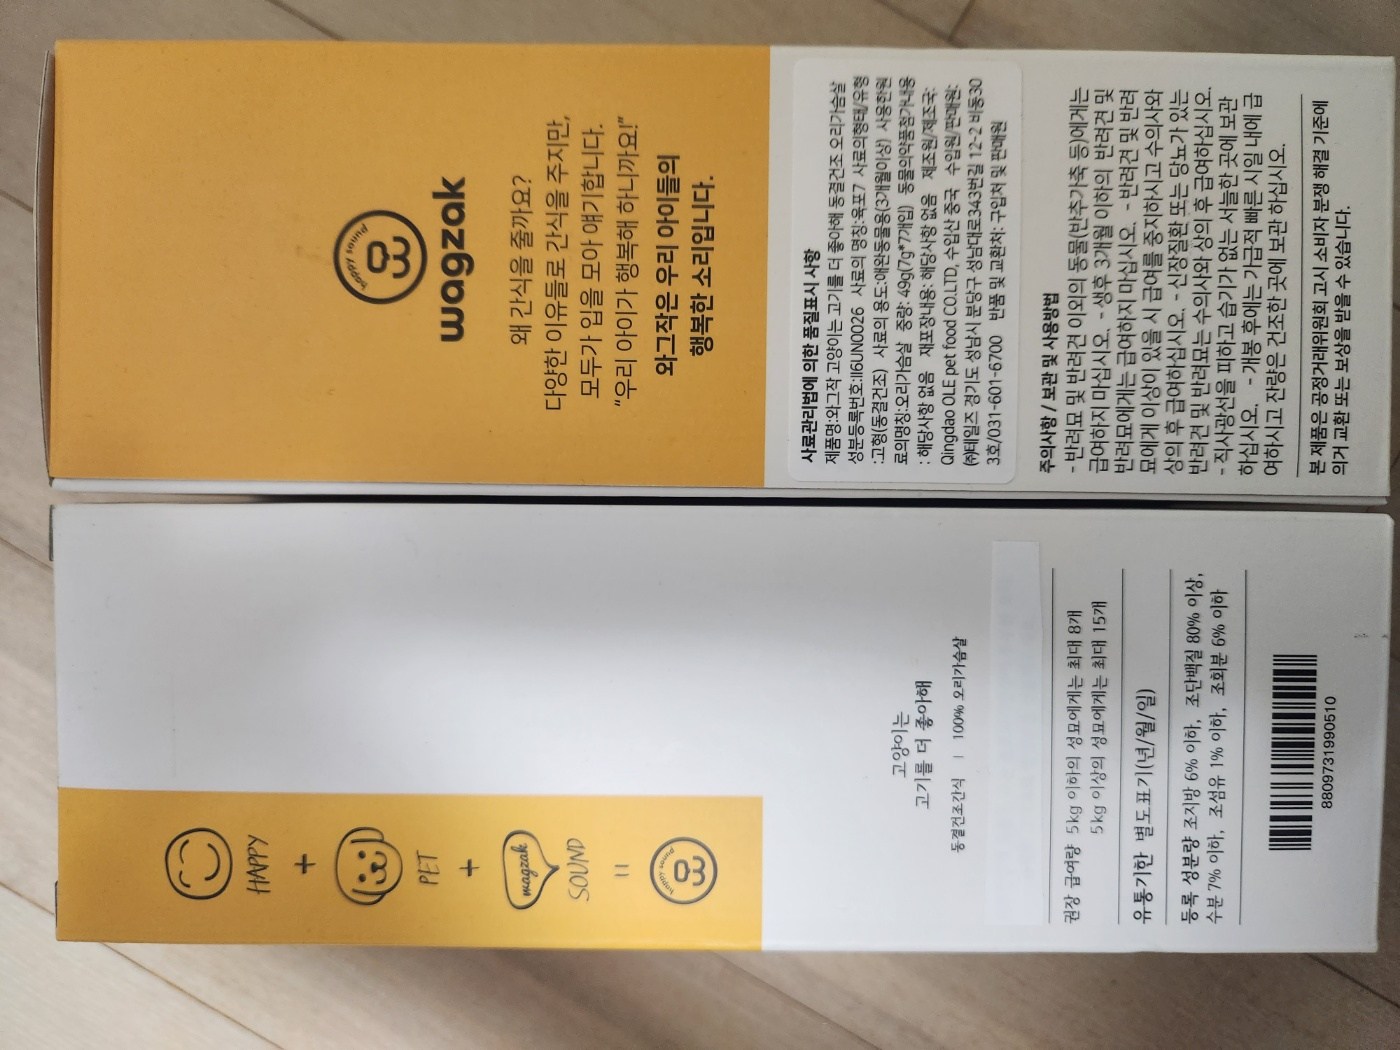 happy sounds
wagzak
왜 간식을 줄까요?
다양한 이유들로 간식을 주지만,
모두가 입을 모아 얘기합니다.
“우리 아이가 행복해 하니까요!”
와그작은 우리 아이들의
행복한 소리입니다.
사료관리법에 의한 품질표시 사항
제품명:와그작 고양이는 고기를 더 좋아해 동결건조 오리가슴살
성분등록번호:II6UN0026 사료의 명칭:육포7 사료의형태/유형
:고형(동결건조) 사료의 용도:애완동물용(3개월이상) 사용한원
료의명칭:오리가슴살 중량: 49g(7g*7개입) 동물의약품첨가내용
: 해당사항 없음 재포장내용: 해당사항 없음 제조원/제조국:
Qingdao OLE pet food CO.LTD, 수입산 중국 수입원/판매원:
㈜테일즈 경기도 성남시 분당구 성남대로343번길 12-2 비동30
3호/031-601-6700 반품 및 교환처: 구입처 및 판매원
주의사항 / 보관 및 사용방법
- 반려묘 및 반려견 이외의 동물(반추가축 등)에게는
급여하지 마십시오. - 생후 3개월 이하의 반려견 및
반려묘에게는 급여하지 마십시오. - 반려견 및 반려
묘에게 이상이 있을 시 급여를 중지하시고 수의사와
상의 후 급여하십시오. - 신장질환 또는 당뇨가 있는
반려견 및 반려묘는 수의사와 상의 후 급여하십시오.
- 직사광선을 피하고 습기가 없는 서늘한 곳에 보관
하십시오. - 개봉 후에는 가급적 빠른 시일 내에 급
여하시고 잔량은 건조한 곳에 보관 하십시오.
본 제품은 공정거래위원회 고시 소비자 분쟁 해결 기준에
의거 교환 또는 보상을 받을 수 있습니다.
HAPPY
+
PET
+
wagzak
SOUND
=
happy sounds
고양이는
고기를 더 좋아해
동결건조간식 | 100% 오리가슴살
권장 급여량 5kg 이하의 성묘에게는 최대 8개
5kg 이상의 성묘에게는 최대 15개
유통기한 별도표기(년/월/일)
등록 성분량 조지방 6% 이하, 조단백질 80% 이상,
수분 7% 이하, 조섬유 1% 이하, 조회분 6% 이하
8809731990510